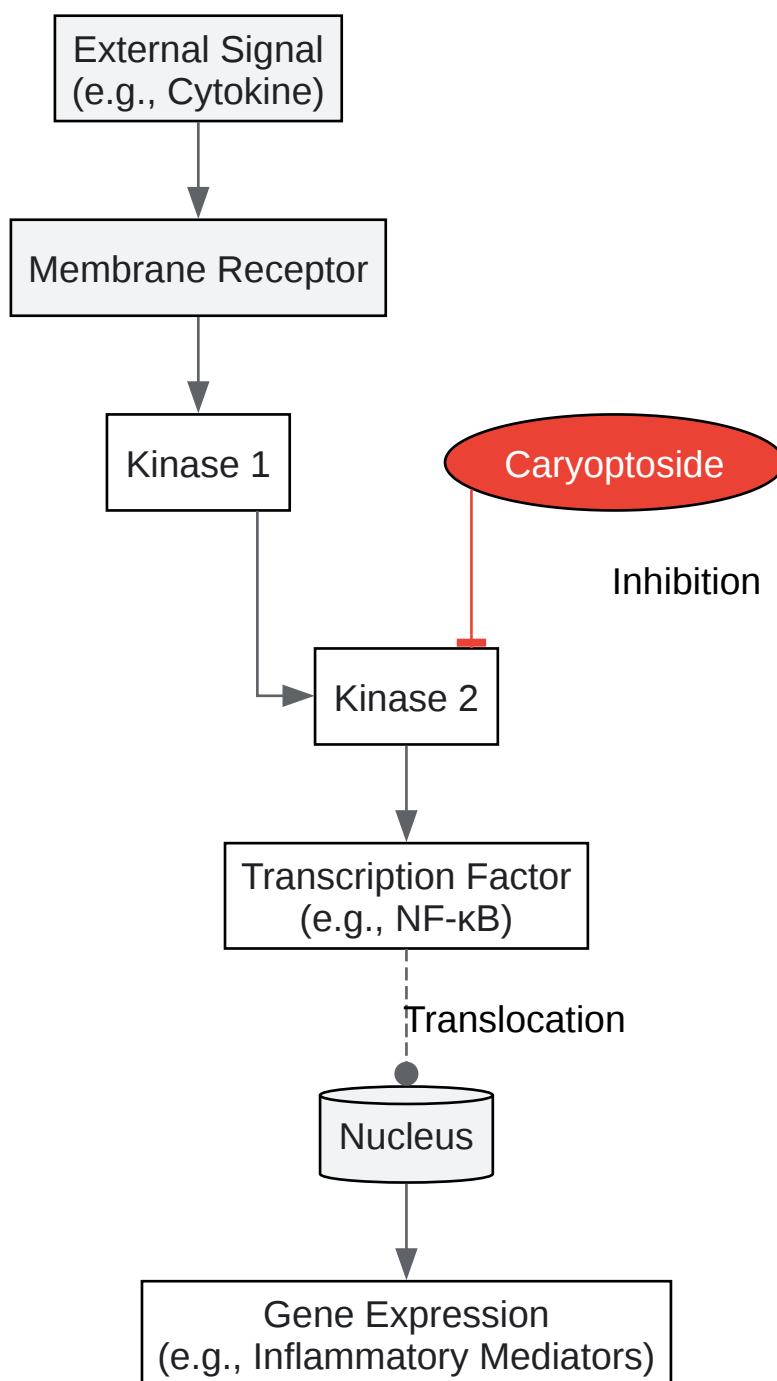 External Signal
(e.g., Cytokine)
Membrane Receptor
Kinase 1
Caryoptoside
Inhibition
Kinase 2
Transcription Factor
(e.g., NF-κB)
Translocation
Nucleus
Gene Expression
(e.g., Inflammatory Mediators)